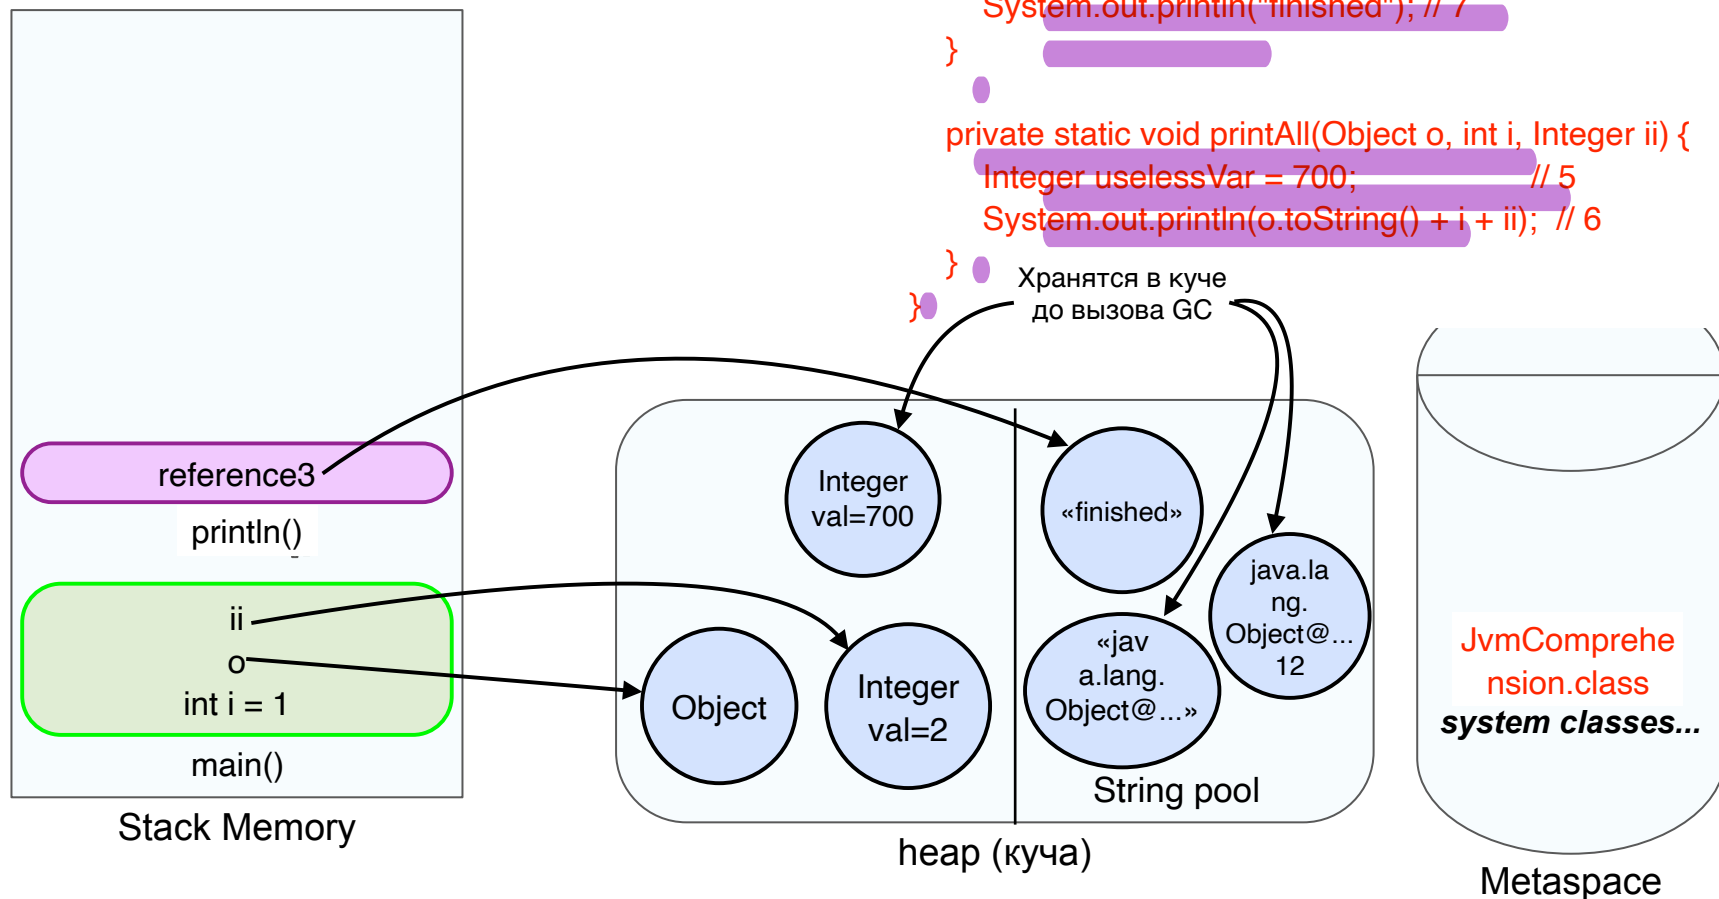 System.out.println("finished"); // 7
}
private static void printAll(Object o, int i, Integer ii) {
Integer uselessVar = 700; // 5
System.out.println(o.toString() + i + ii); // 6
}
}
Хранятся в куче
до вызова GC
reference3
println()
ii
o
int i = 1
main()
Stack Memory
Integer
val=700
Object
Integer
val=2
«finished»
«jav
a.lang.
Object@...»
java.la
ng.
Object@...
12
String pool
heap (куча)
JvmComprehe
nsion.class
system classes...
Metaspace